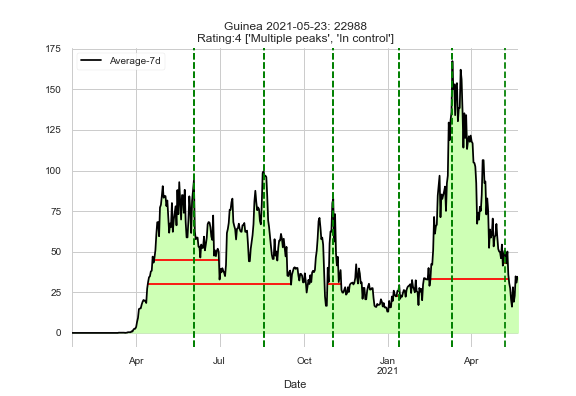 Guinea 2021-05-23: 22988
Rating:4 ['Multiple peaks', 'In control']
Average-7d
175
150
125
100
75
50
25
0
Apr
Jul
Oct
Jan
2021
Apr
Date